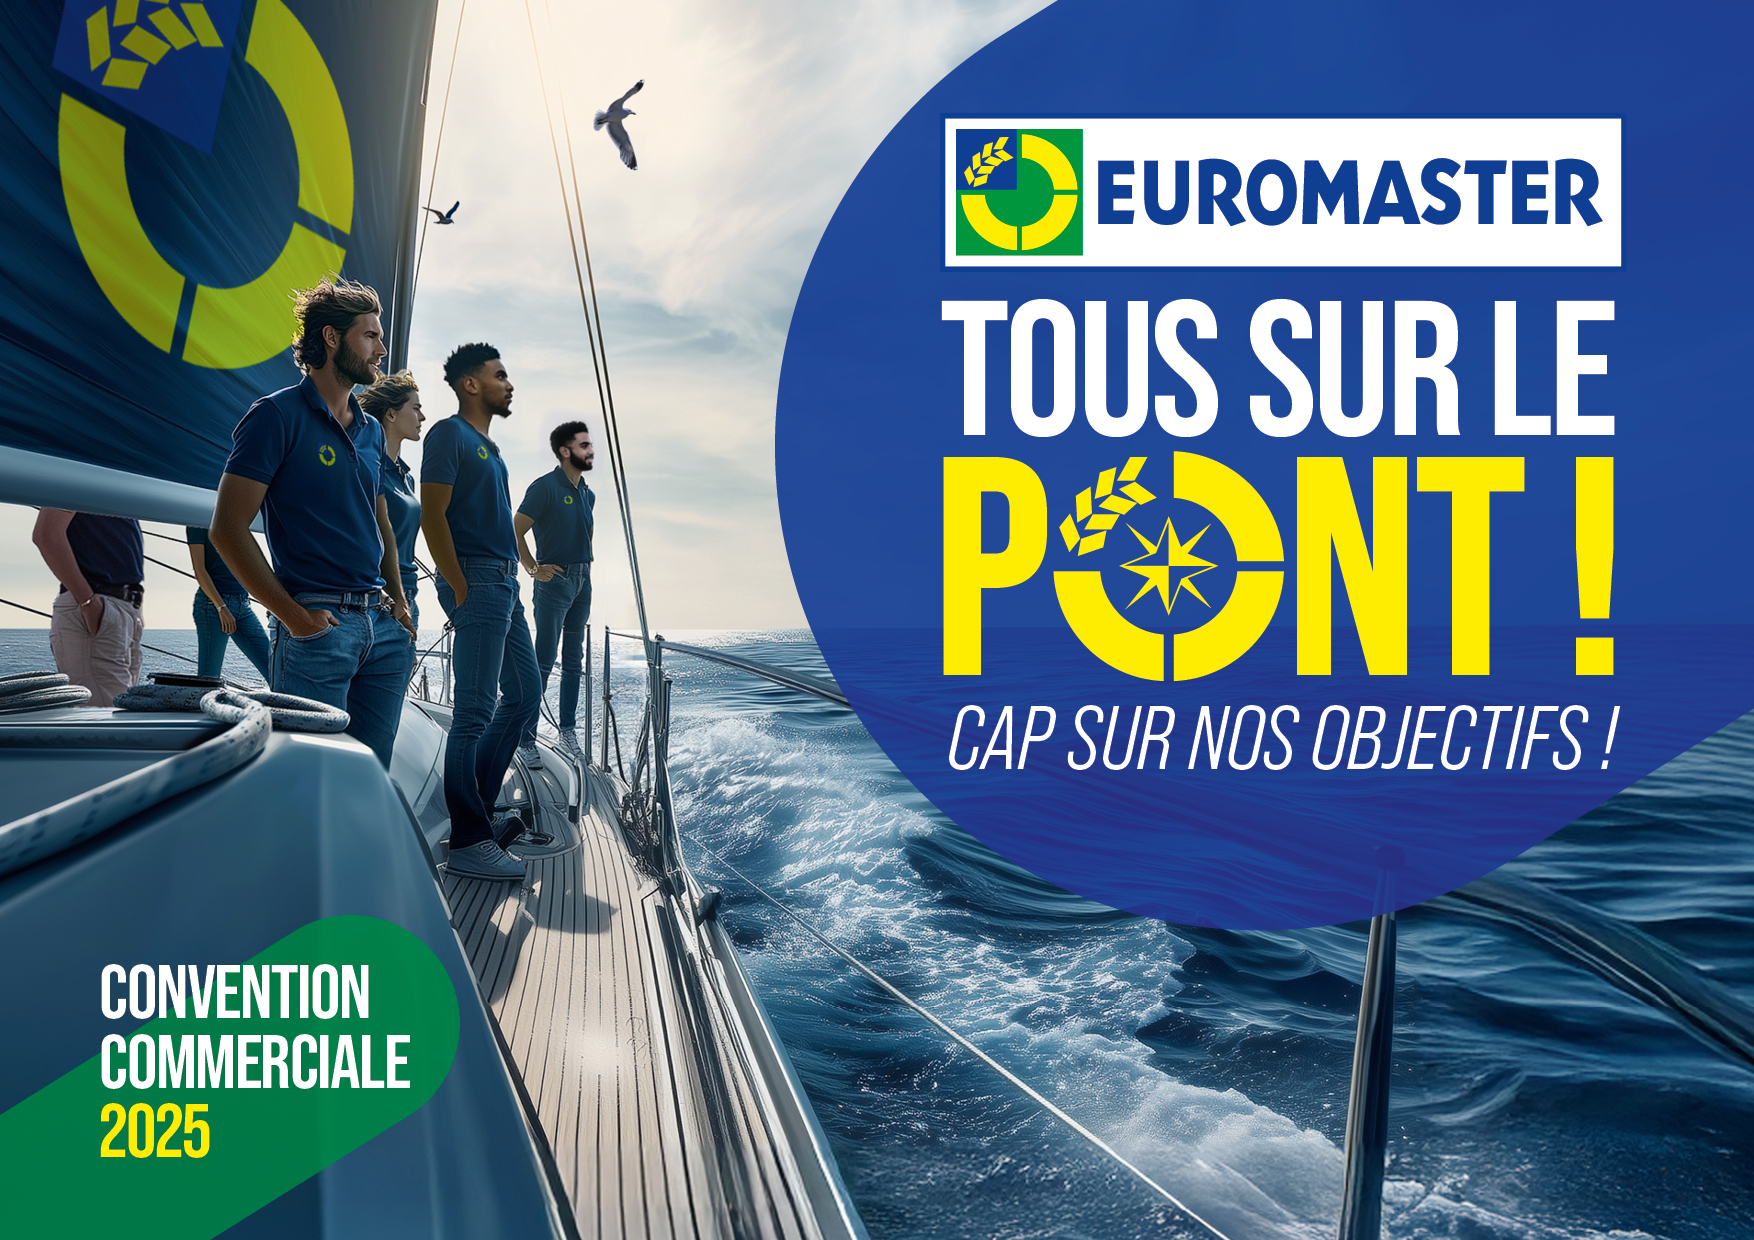 EUROMASTER
TOUS SUR LE
PONT !
CAP SUR NOS OBJECTIFS !
CONVENTION
COMMERCIALE
2025